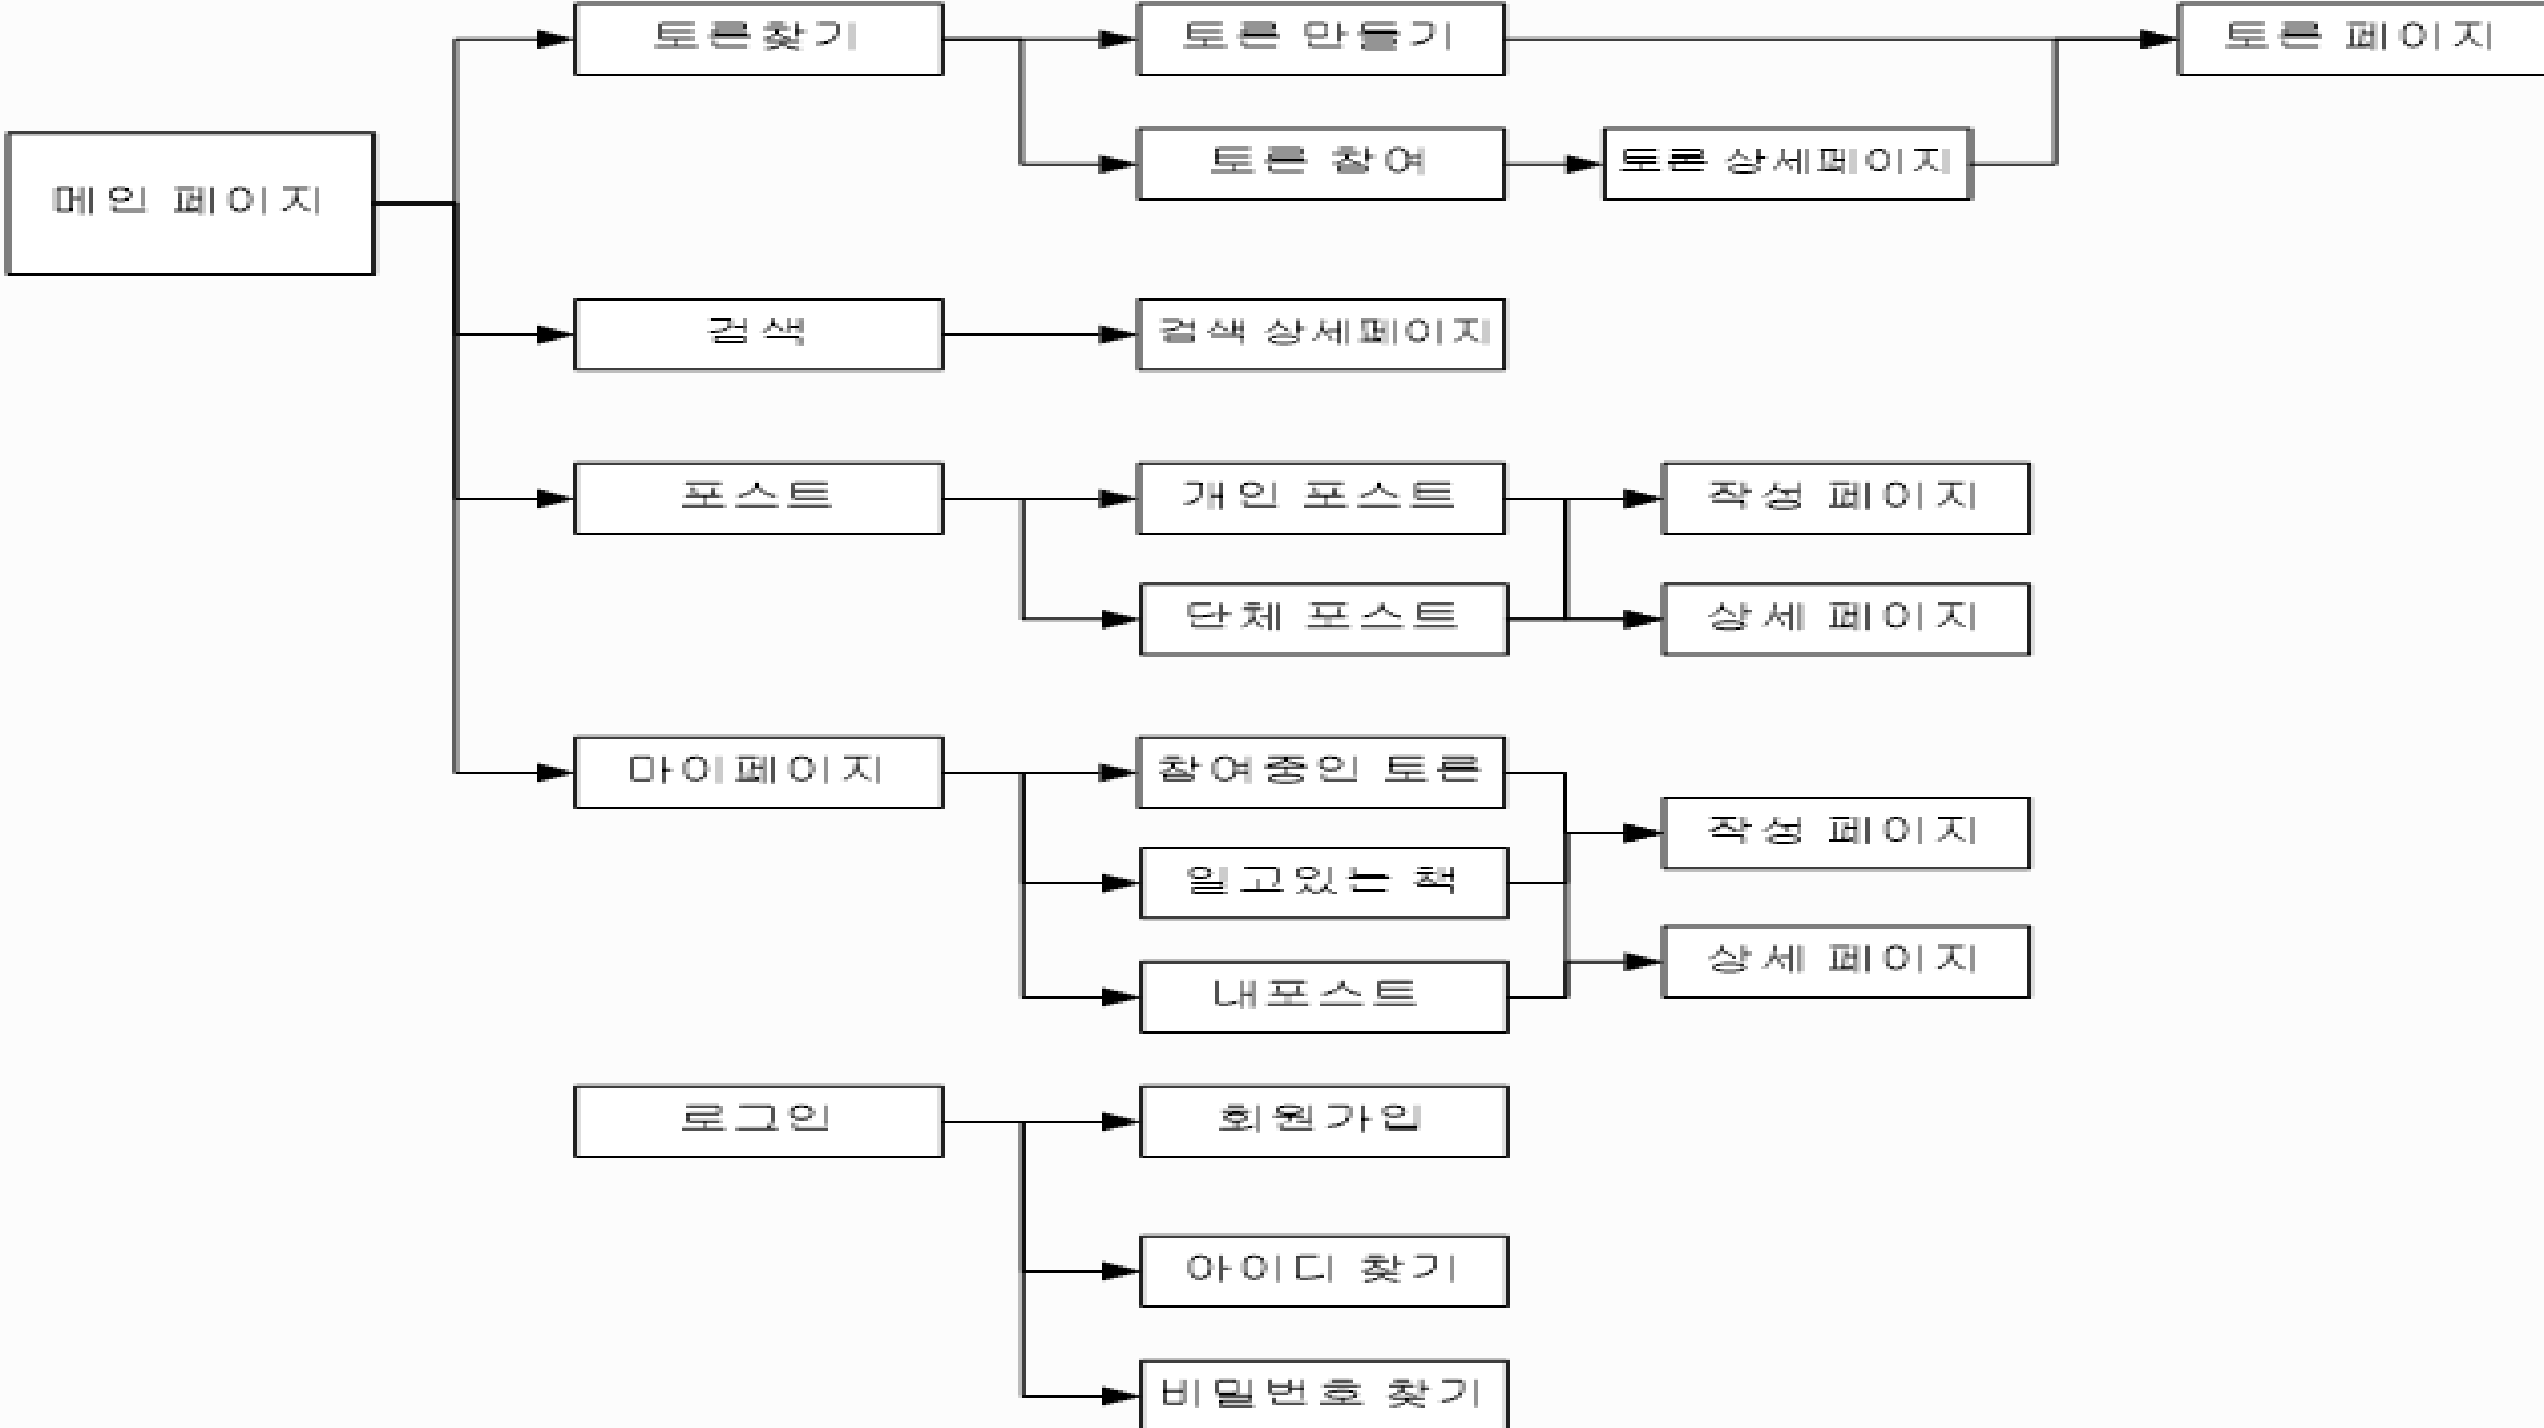 토론찾기
토론 만들기
토론 페이지
메인 페이지
토론 참여
토론 상세페이지
검색
검색 상세페이지
포스트
개인 포스트
작성 페이지
단체 포스트
상세 페이지
마이페이지
참여중인 토론
작성 페이지
읽고있는 책
상세 페이지
내포스트
로그인
회원가입
아이디 찾기
비밀번호 찾기